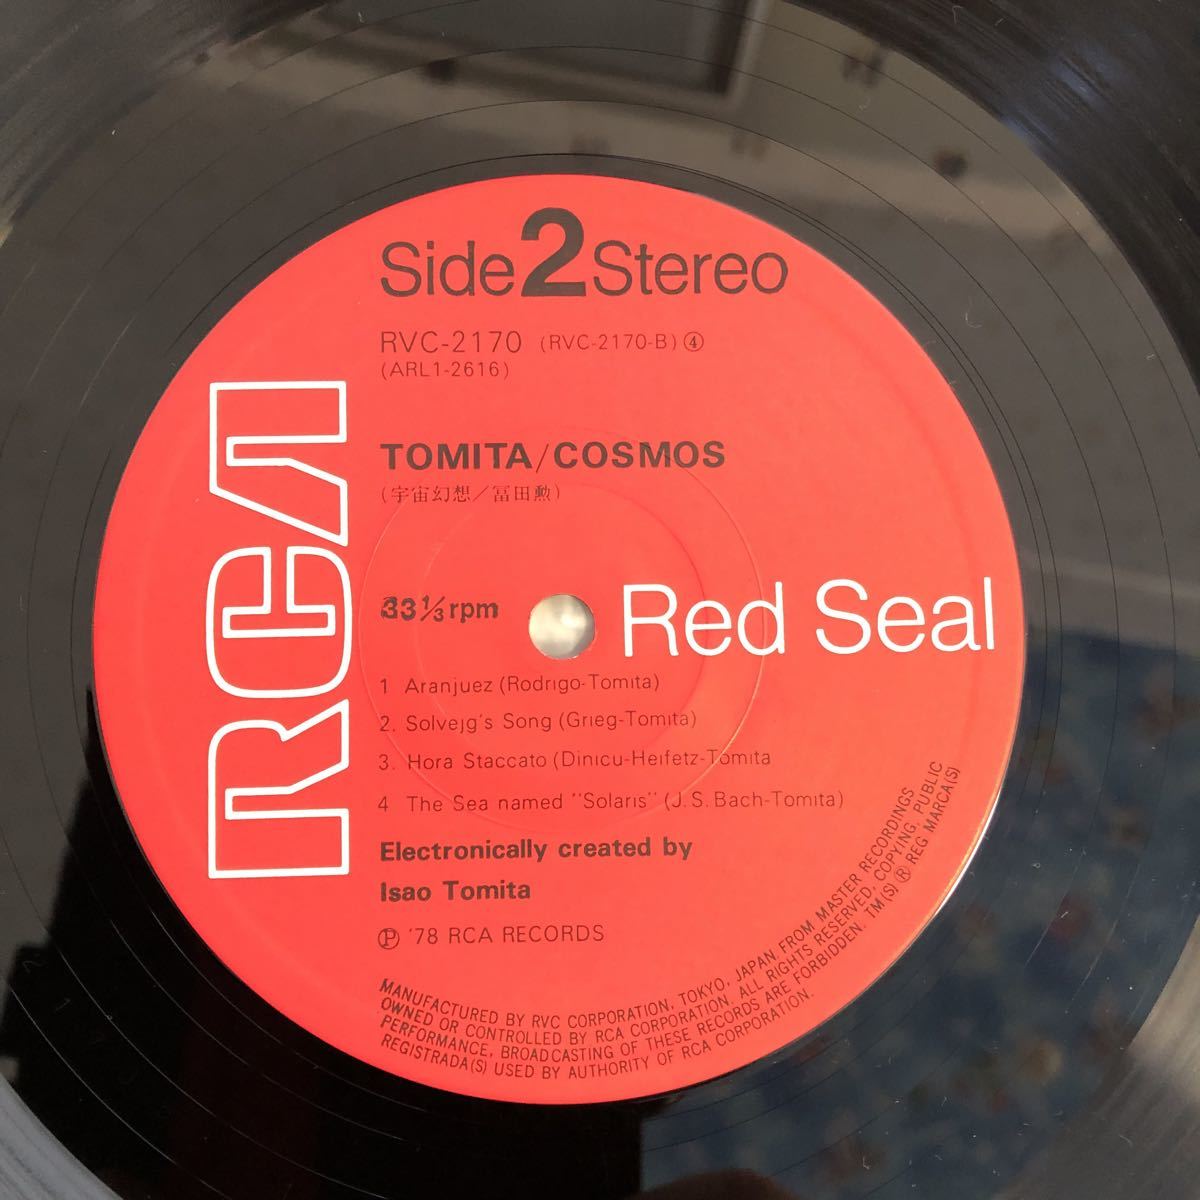 Side 2 Stereo
RVC-2170 (RVC-2170-B) ④
(ARL1-2616)
TOMITA/COSMOS
(宇宙幻想／冨田勲)
33 1/3 rpm
Red Seal
RCA
1 Aranjuez (Rodrigo-Tomita)
2. Solvejg's Song (Grieg-Tomita)
3. Hora Staccato (Dinicu-Heifetz-Tomita
4 The Sea named "Solaris" (J.S. Bach-Tomita)
Electronically created by
Isao Tomita
Ⓟ '78 RCA RECORDS
MANUFACTURED BY RVC CORPORATION, TOKYO, JAPAN, FROM MASTER RECORDINGS
OWNED OR CONTROLLED BY RCA CORPORATION. ALL RIGHTS RESERVED. COPYING, PUBLIC
PERFORMANCE, BROADCASTING OF THESE RECORDS ARE FORBIDDEN. TM(S) ® REG MARCA(S)
REGISTRADA(S) USED BY AUTHORITY OF RCA CORPORATION.